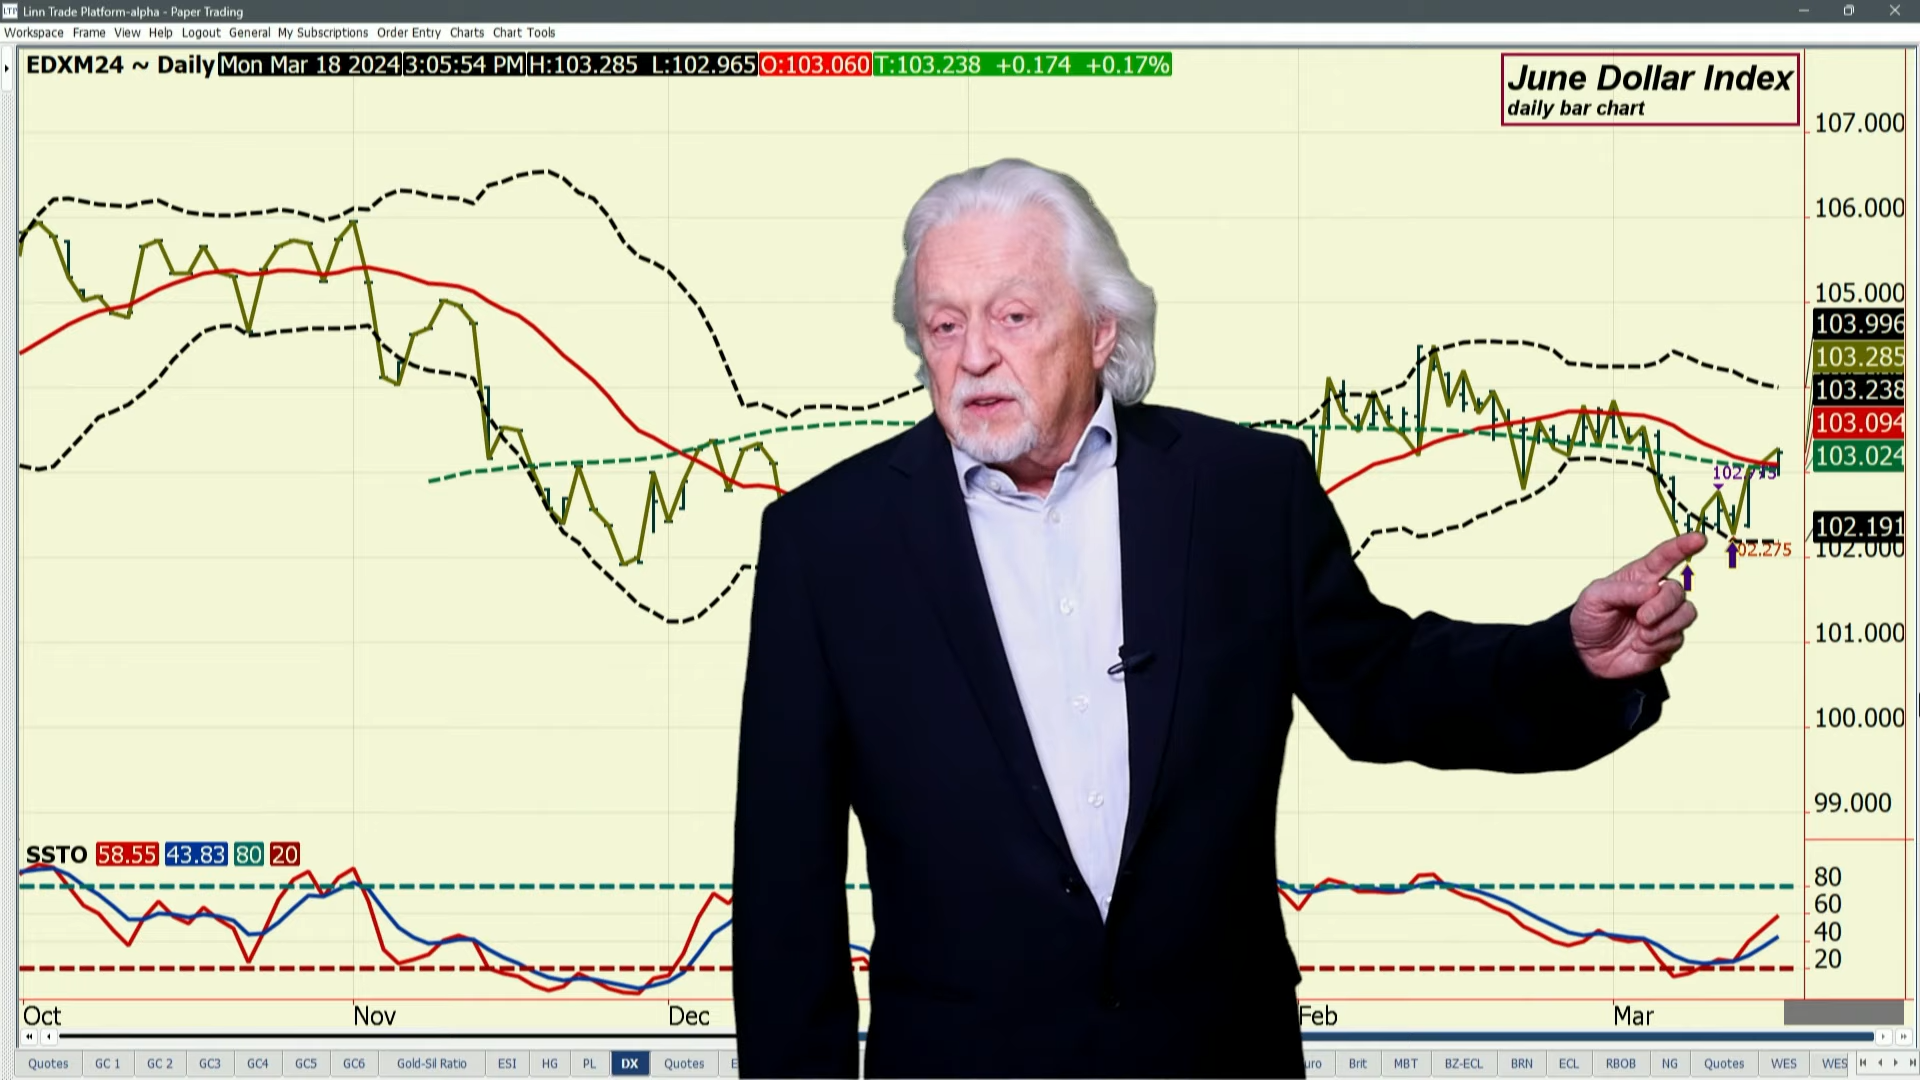 Linn Trade Platform-alpha - Paper Trading
Workspace Frame View Help Logout General My Subscriptions Order Entry Charts Chart Tools
EDXM24 ~ Daily Mon Mar 18 2024 3:05:54 PM H:103.285 L:102.965 O:103.060 T:103.238 +0.174 +0.17%
June Dollar Index
daily bar chart
107.000
106.000
105.000
103.996
103.285
103.238
103.094
103.024
102.191
102.000
02.275
101.000
100.000
99.000
SSTO 58.55 43.83 80 20
80
60
40
20
Oct Nov Dec Feb Mar
Quotes GC 1 GC 2 GC3 GC4 GC5 GC6 Gold-Sil Ratio ESI HG PL DX Quotes E uro Brit MBT BZ-ECL BRN ECL RBOB NG Quotes WES WES